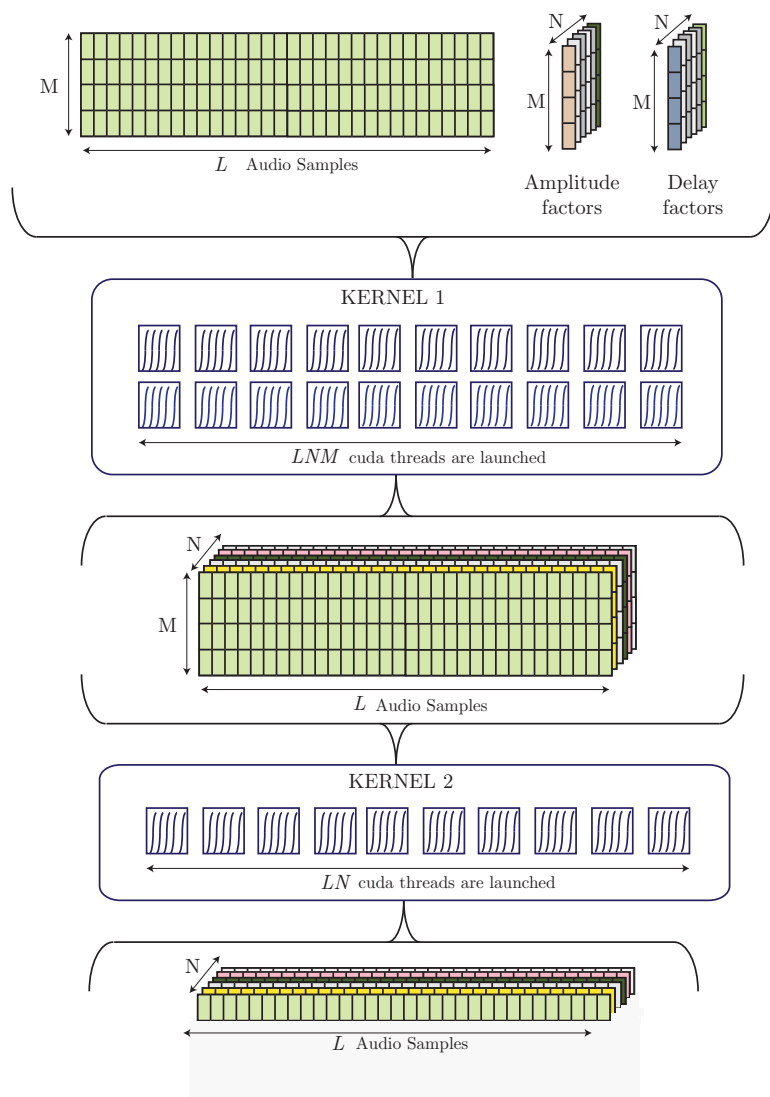 N
N
M
M
M
L Audio Samples
Amplitude
factors
Delay
factors
KERNEL 1
LNM cuda threads are launched
N
M
L Audio Samples
KERNEL 2
LN cuda threads are launched
N
L Audio Samples